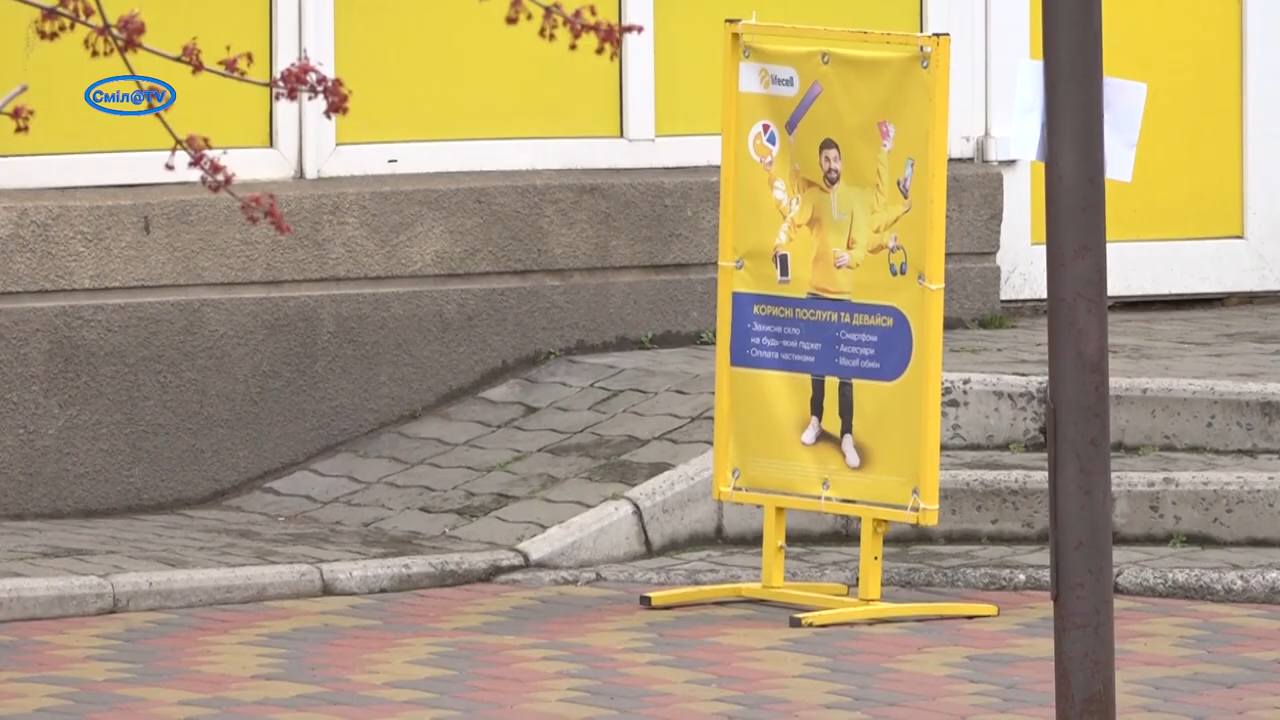 Сміл@TV
lifecell
КОРИСНІ ПОСЛУГИ ТА ДЕВАЙСИ
• Захисне скло
на будь-який гаджет
• Оплата частинами
• Смартфони
• Аксесуари
• lifecell обмін